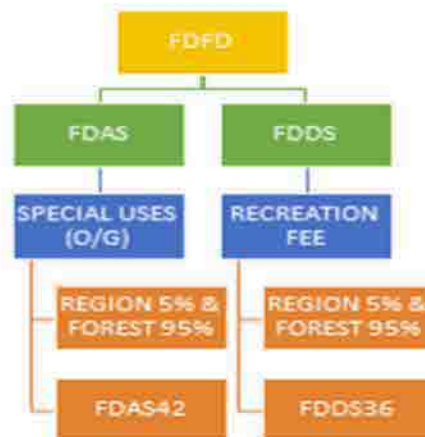 FDFD
FDAS
FDDS
SPECIAL USES
(O/G)
RECREATION
FEE
REGION 5% &
FOREST 95%
REGION 5% &
FOREST 95%
FDAS42
FDDS36